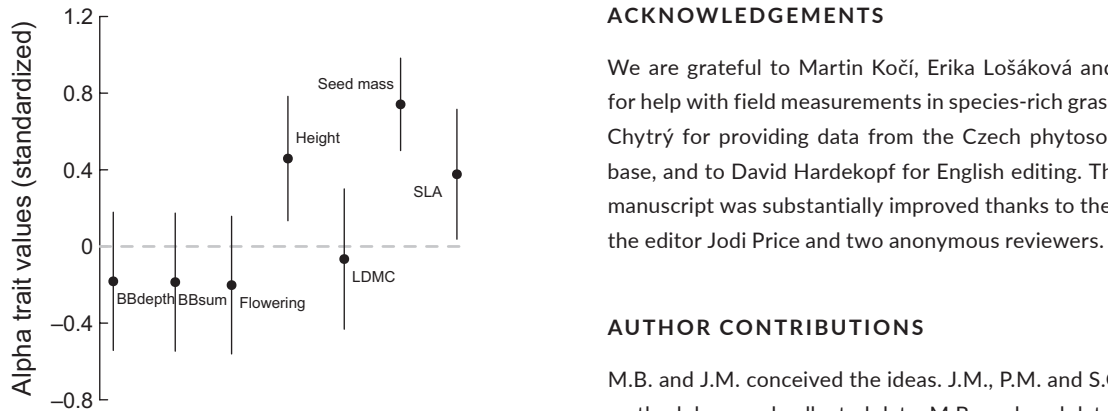 Alpha trait values (standardized)
1.2
0.8
0.4
0
–0.4
–0.8
BBdepth
BBsum
Flowering
Height
LDMC
Seed mass
SLA
ACKNOWLEDGEMENTS
We are grateful to Martin Kočí, Erika Lošáková and
for help with field measurements in species-rich gras
Chytrý for providing data from the Czech phytoso
base, and to David Hardekopf for English editing. Th
manuscript was substantially improved thanks to the
the editor Jodi Price and two anonymous reviewers.
AUTHOR CONTRIBUTIONS
M.B. and J.M. conceived the ideas. J.M., P.M. and S.